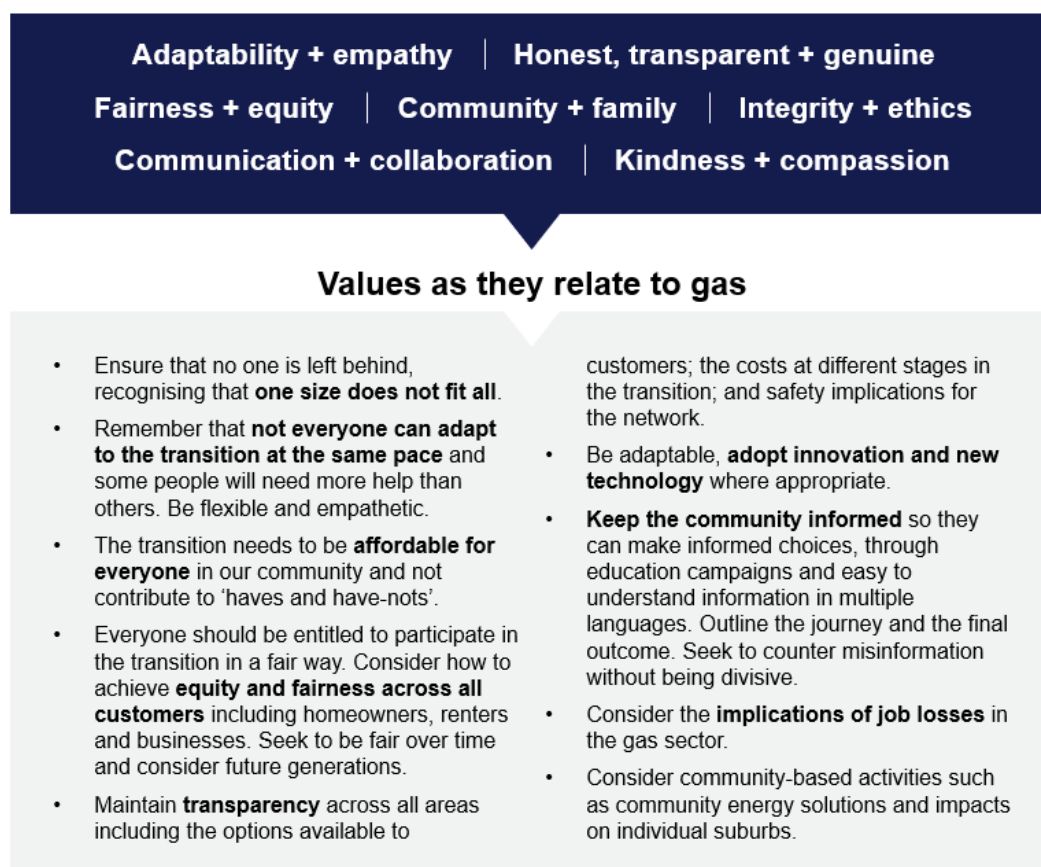 Adaptability + empathy | Honest, transparent + genuine
Fairness + equity | Community + family | Integrity + ethics
Communication + collaboration | Kindness + compassion
Values as they relate to gas
• Ensure that no one is left behind,
recognising that one size does not fit all.
• Remember that not everyone can adapt
to the transition at the same pace and
some people will need more help than
others. Be flexible and empathetic.
• The transition needs to be affordable for
everyone in our community and not
contribute to ‘haves and have-nots’.
• Everyone should be entitled to participate in
the transition in a fair way. Consider how to
achieve equity and fairness across all
customers including homeowners, renters
and businesses. Seek to be fair over time
and consider future generations.
• Maintain transparency across all areas
including the options available to
customers; the costs at different stages in
the transition; and safety implications for
the network.
• Be adaptable, adopt innovation and new
technology where appropriate.
• Keep the community informed so they
can make informed choices, through
education campaigns and easy to
understand information in multiple
languages. Outline the journey and the final
outcome. Seek to counter misinformation
without being divisive.
• Consider the implications of job losses in
the gas sector.
• Consider community-based activities such
as community energy solutions and impacts
on individual suburbs.